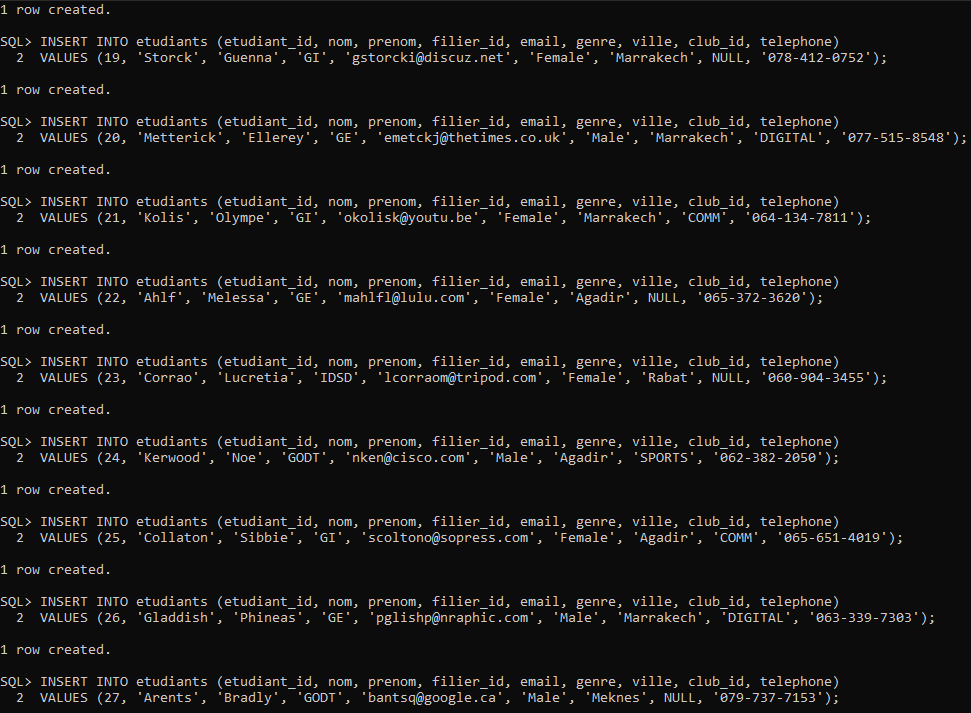 1 row created.
SQL> INSERT INTO etudiants (etudiant_id, nom, prenom, filier_id, email, genre, ville, club_id, telephone)
2 VALUES (19, 'Storck', 'Guenna', 'GI', 'gstorcki@discuz.net', 'Female', 'Marrakech', NULL, '078-412-0752');
1 row created.
SQL> INSERT INTO etudiants (etudiant_id, nom, prenom, filier_id, email, genre, ville, club_id, telephone)
2 VALUES (20, 'Metterick', 'Ellerey', 'GE', 'emetckj@thetimes.co.uk', 'Male', 'Marrakech', 'DIGITAL', '077-515-8548');
1 row created.
SQL> INSERT INTO etudiants (etudiant_id, nom, prenom, filier_id, email, genre, ville, club_id, telephone)
2 VALUES (21, 'Kolis', 'Olympe', 'GI', 'okolisk@youtu.be', 'Female', 'Marrakech', 'COMM', '064-134-7811');
1 row created.
SQL> INSERT INTO etudiants (etudiant_id, nom, prenom, filier_id, email, genre, ville, club_id, telephone)
2 VALUES (22, 'Ahlf', 'Melessa', 'GE', 'mahlfl@lulu.com', 'Female', 'Agadir', NULL, '065-372-3620');
1 row created.
SQL> INSERT INTO etudiants (etudiant_id, nom, prenom, filier_id, email, genre, ville, club_id, telephone)
2 VALUES (23, 'Corrao', 'Lucretia', 'IDSD', 'lcorraom@tripod.com', 'Female', 'Rabat', NULL, '060-904-3455');
1 row created.
SQL> INSERT INTO etudiants (etudiant_id, nom, prenom, filier_id, email, genre, ville, club_id, telephone)
2 VALUES (24, 'Kerwood', 'Noe', 'GODT', 'nken@cisco.com', 'Male', 'Agadir', 'SPORTS', '062-382-2050');
1 row created.
SQL> INSERT INTO etudiants (etudiant_id, nom, prenom, filier_id, email, genre, ville, club_id, telephone)
2 VALUES (25, 'Collaton', 'Sibbie', 'GI', 'scoltono@sopress.com', 'Female', 'Agadir', 'COMM', '065-651-4019');
1 row created.
SQL> INSERT INTO etudiants (etudiant_id, nom, prenom, filier_id, email, genre, ville, club_id, telephone)
2 VALUES (26, 'Gladdish', 'Phineas', 'GE', 'pglishp@nraphic.com', 'Male', 'Marrakech', 'DIGITAL', '063-339-7303');
1 row created.
SQL> INSERT INTO etudiants (etudiant_id, nom, prenom, filier_id, email, genre, ville, club_id, telephone)
2 VALUES (27, 'Arents', 'Bradly', 'GODT', 'bantsq@google.ca', 'Male', 'Meknes', NULL, '079-737-7153');